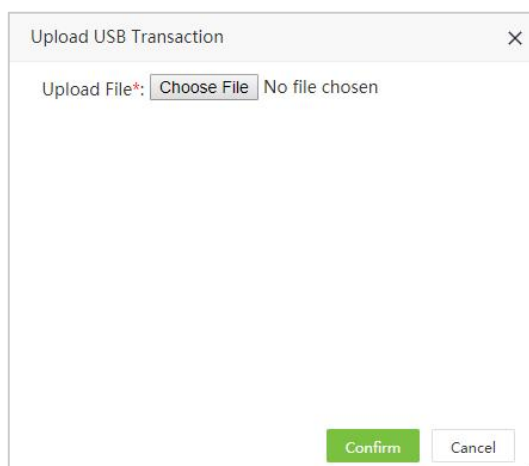 Upload USB Transaction
Upload File*: Choose File No file chosen
Confirm Cancel